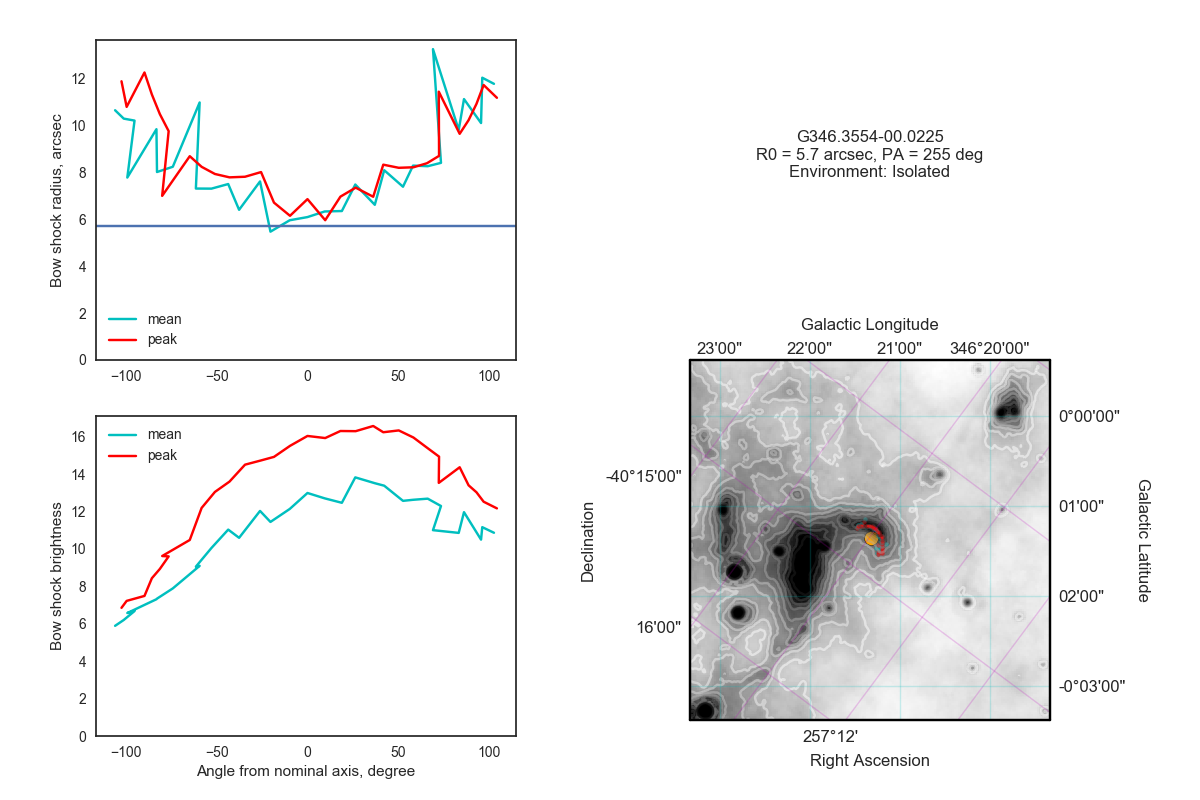 12
10
8
6
4
2
0
Bow shock radius, arcsec
mean
peak
−100
−50
0
50
100
G346.3554-00.0225
R0 = 5.7 arcsec, PA = 255 deg
Environment: Isolated
16
14
12
10
8
6
4
2
0
Bow shock brightness
mean
peak
−100
−50
0
50
100
Angle from nominal axis, degree
Galactic Longitude
23'00"
22'00"
21'00"
346°20'00"
-40°15'00"
16'00"
Declination
0°00'00"
01'00"
02'00"
-0°03'00"
Galactic Latitude
257°12'
Right Ascension